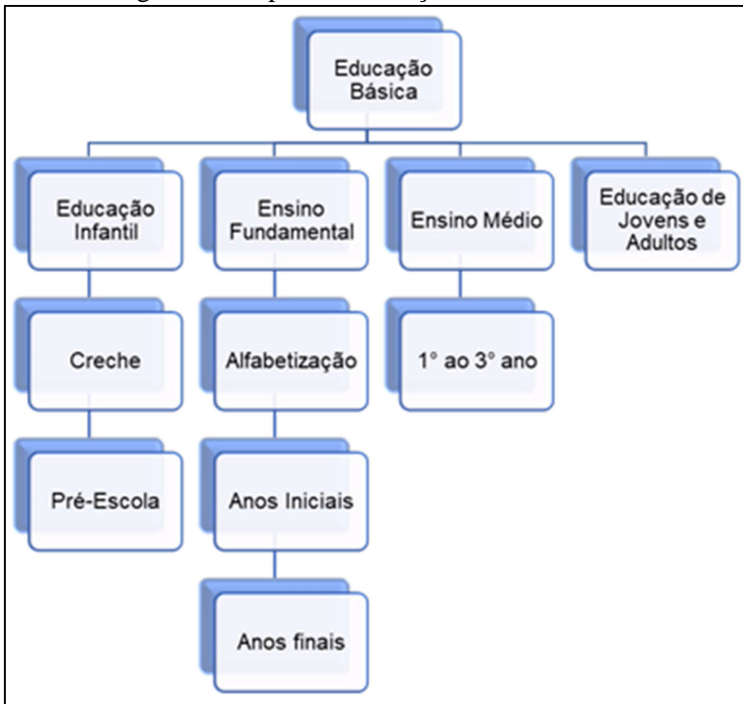 Educação
Básica
Educação
Infantil
Ensino
Fundamental
Ensino Médio
Educação de
Jovens e
Adultos
Creche
Alfabetização
1° ao 3° ano
Pré-Escola
Anos Iniciais
Anos finais